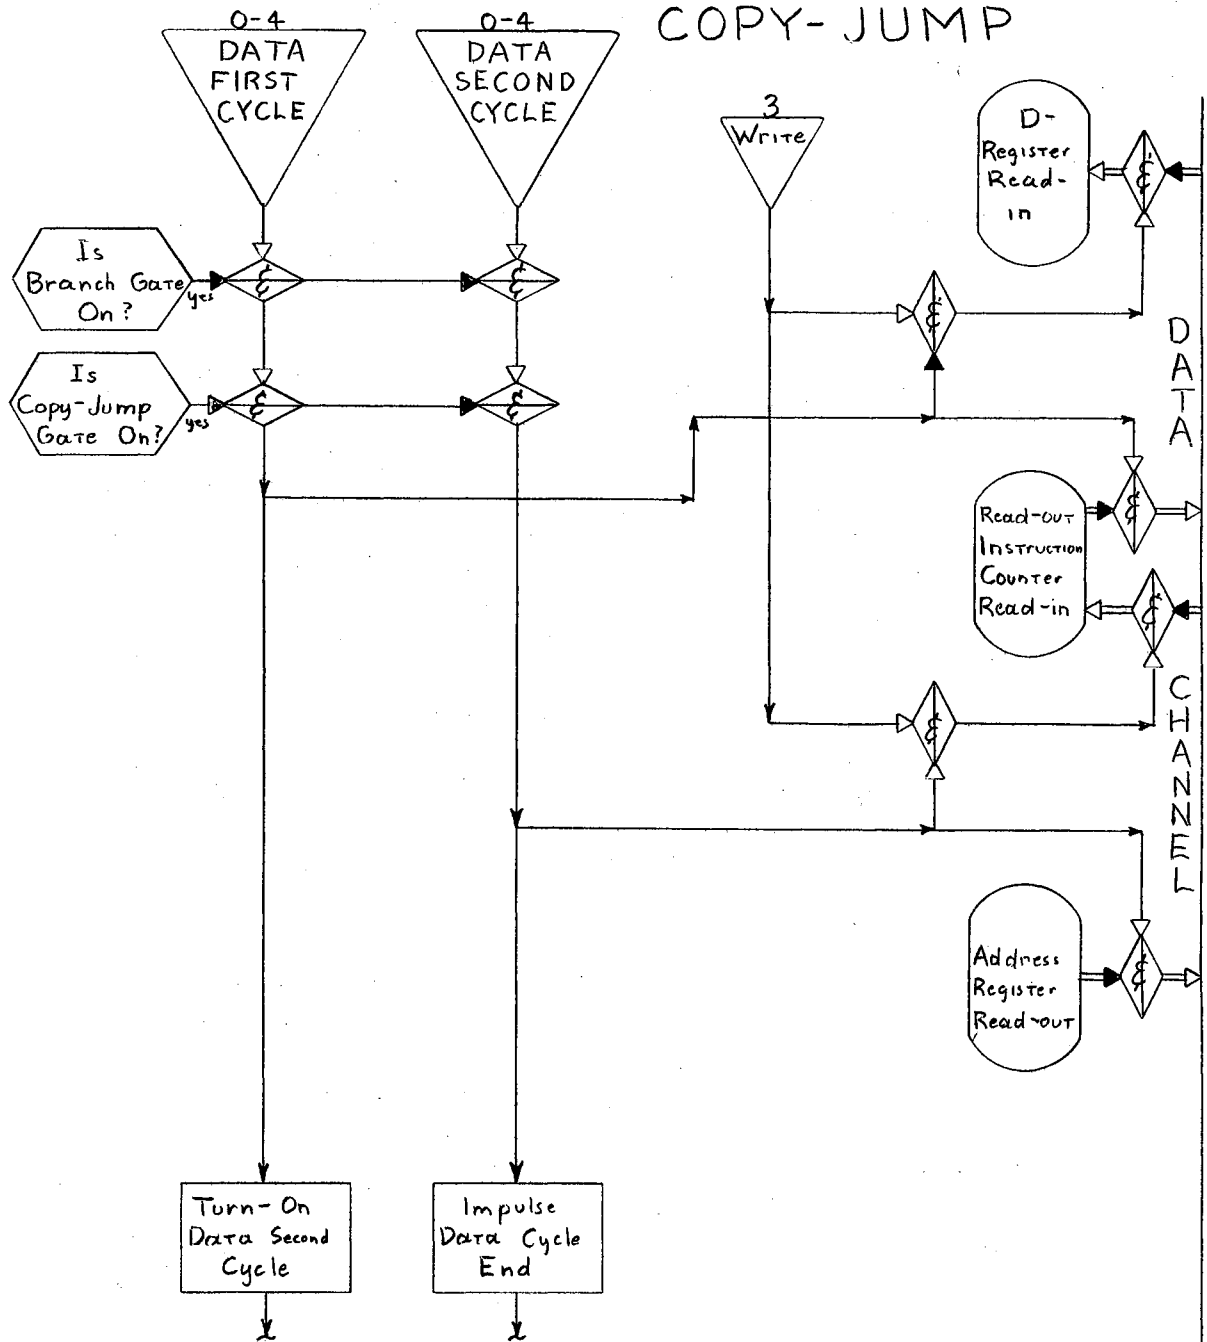 COPY-JUMP
0-4
DATA
FIRST
CYCLE
0-4
DATA
SECOND
CYCLE
3
Write
D-
Register
Read-
in
&
Is
Branch Gate
On?
yes
&
&
&
Is
Copy-Jump
Gate On?
yes
&
&
DATA
Read-out
Instruction
Counter
Read-in
&
&
CHANNEL
&
Address
Register
Read-out
&
Turn-On
Data Second
Cycle
Impulse
Data Cycle
End